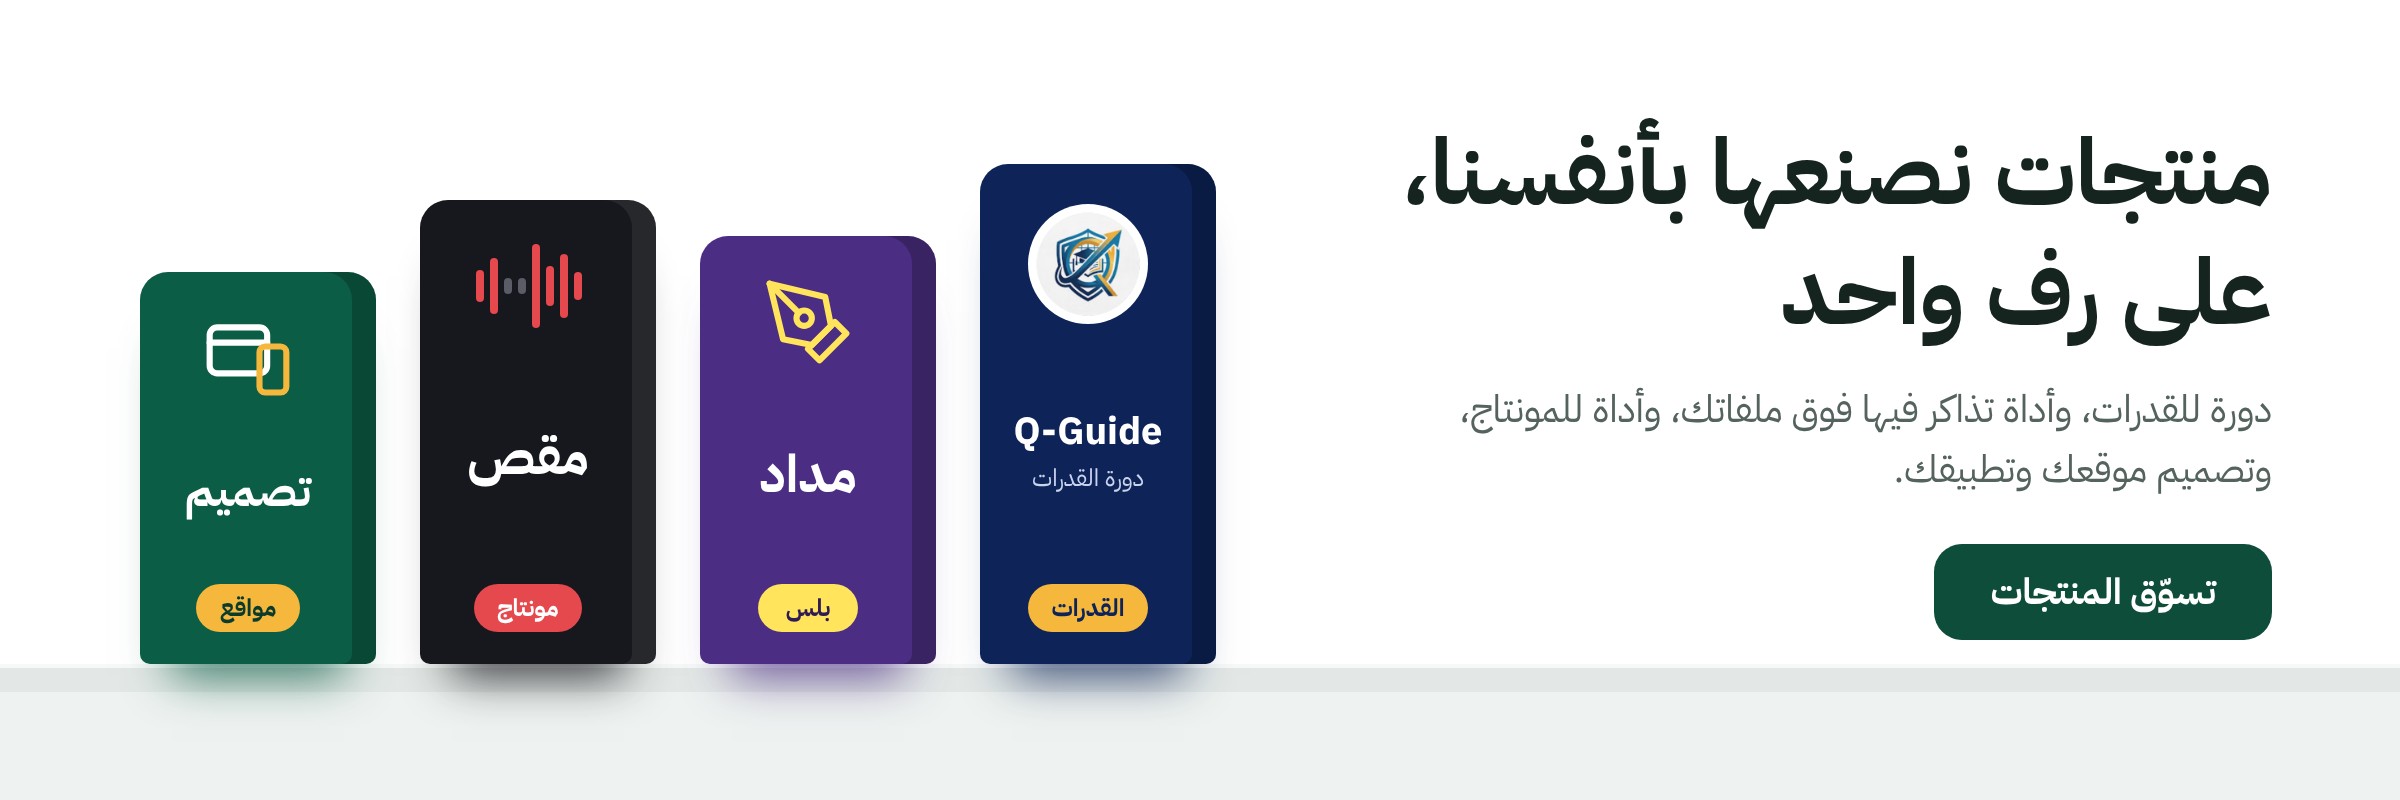 منتجات نصنعها بأنفسنا،
على رف واحد
دورة للقدرات، وأداة تذاكر فيها فوق ملفاتك، وأداة للمونتاج،
وتصميم موقعك وتطبيقك.
تسوّق المنتجات
Q-Guide
دورة القدرات
القدرات
مداد
بلس
مقص
مونتاج
تصميم
مواقع